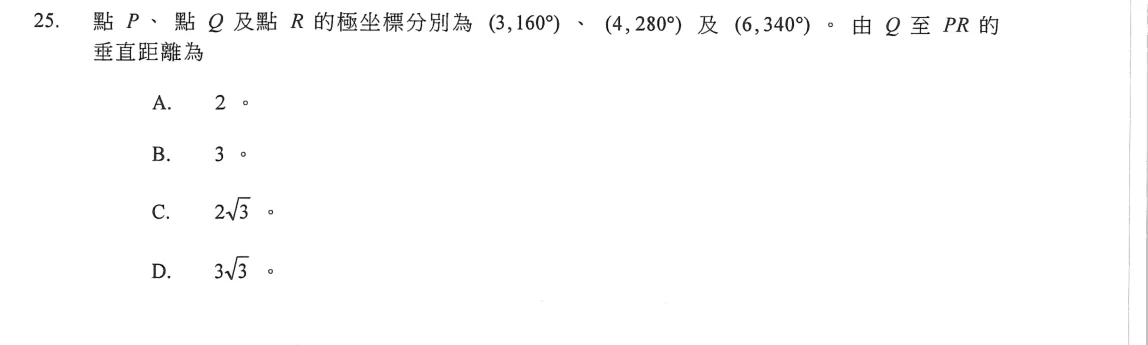 25. 點 P、 點 Q 及點 R 的極坐標分別為 (3, 160°) 、 (4, 280°) 及 (6, 340°) 。 由 Q 至 PR 的
垂直距離為
A. 2 。
B. 3 。
C. 2√3 。
D. 3√3 。